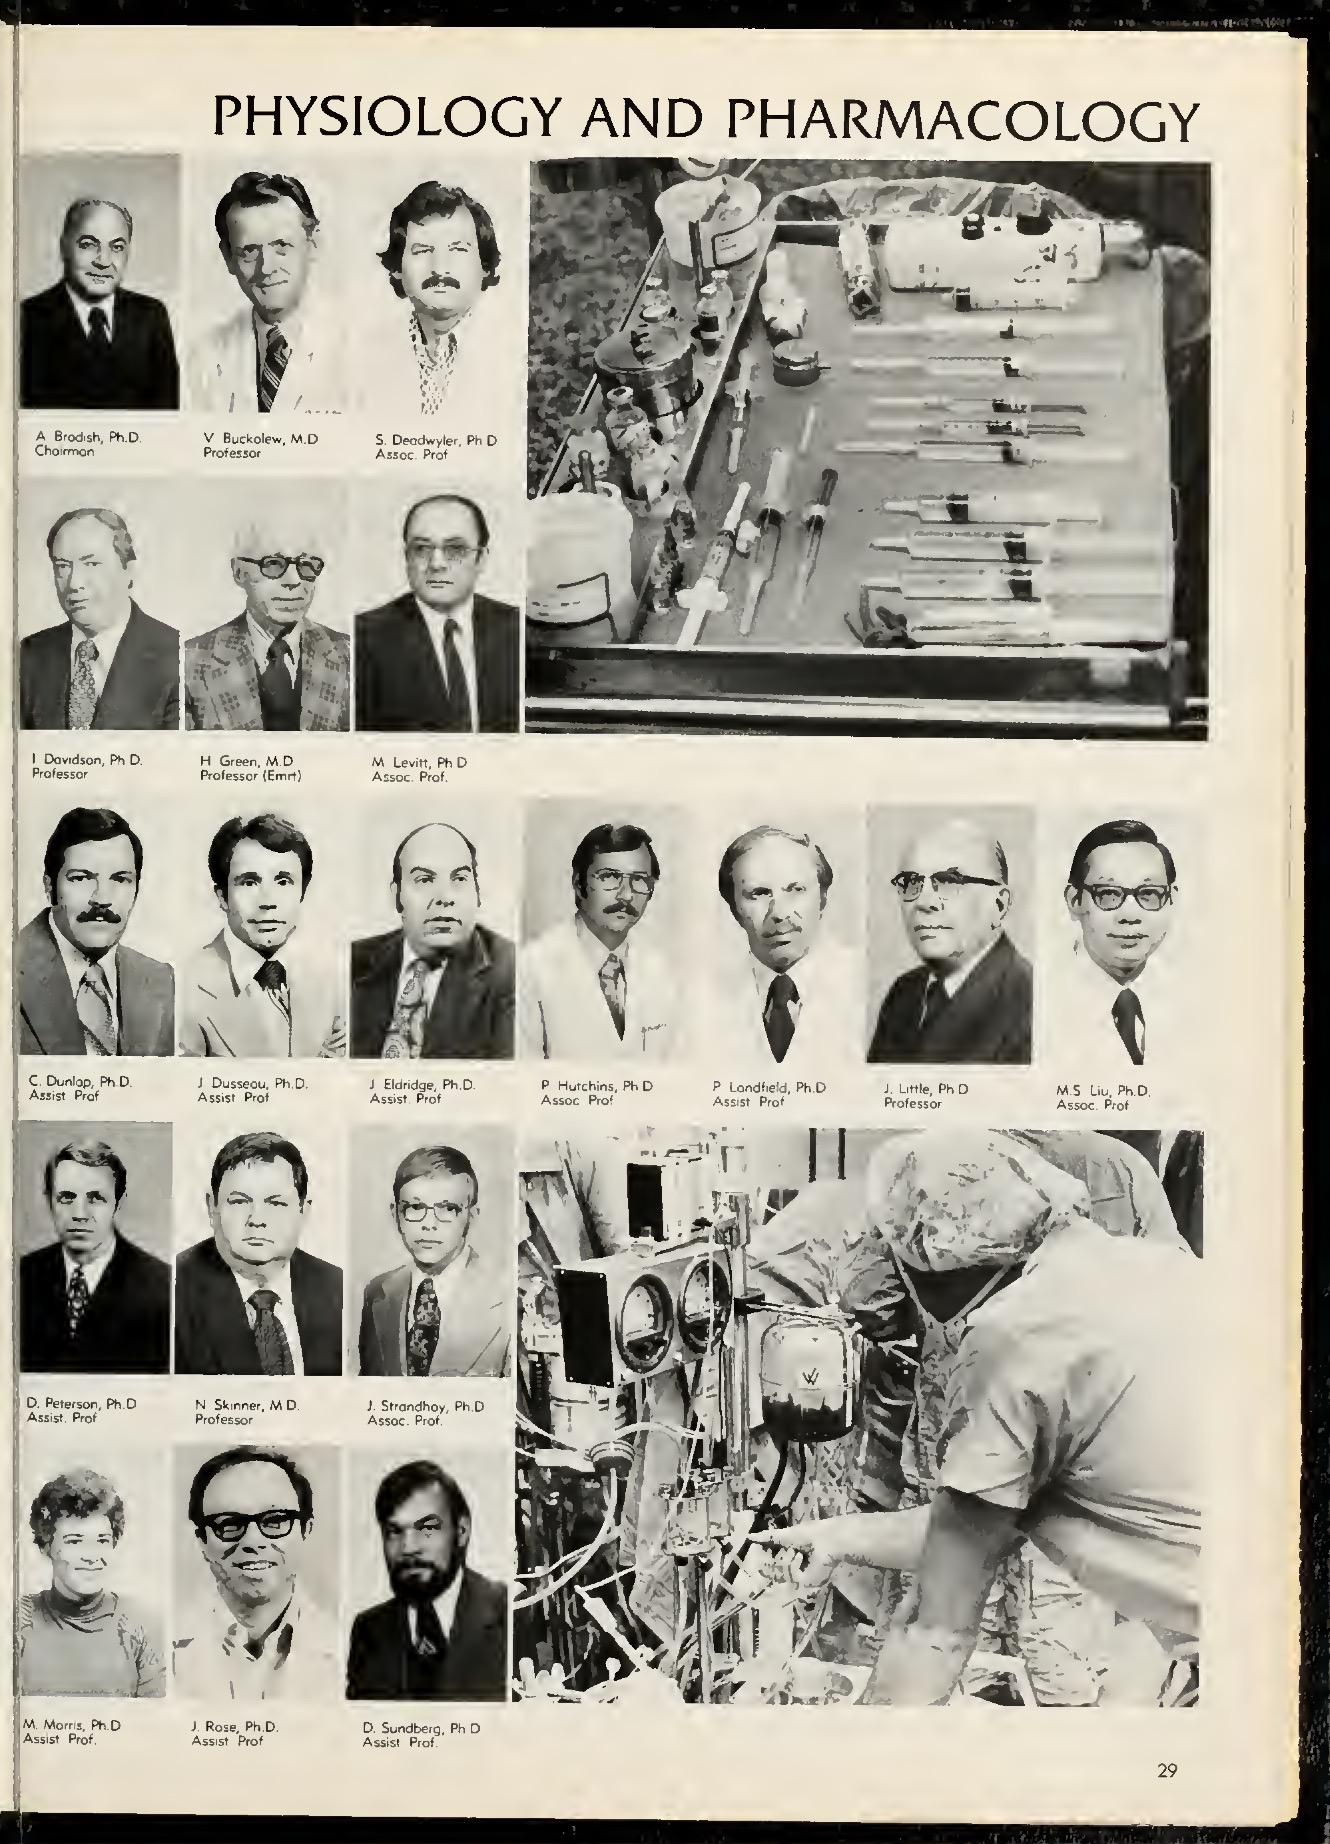 PHYSIOLOGY AND PHARMACOLOGY
A Brodish, Ph.D.
Chairman
V Buckolew, M.D
Professor
S. Deadwyler, Ph D
Assoc. Prof
I Davidson, Ph D.
Professor
H Green, M.D
Professor (Emrt)
M Levitt, Ph D
Assoc. Prof.
C. Dunlap, Ph.D.
Assist Prof
J Dusseau, Ph.D.
Assist Prof
J Eldridge, Ph.D.
Assist. Prof
P Hutchins, Ph D
Assoc Prof
P Landfield, Ph.D
Assist Prof
J. Little, Ph D
Professor
M.S Liu, Ph.D.
Assoc. Prof
D. Peterson, Ph.D
Assist. Prof
N Skinner, M D.
Professor
J. Strandhoy, Ph.D
Assoc. Prof.
M. Morris, Ph.D
Assist Prof.
J. Rose, Ph.D.
Assist Prof
D. Sundberg, Ph D
Assist Prof.
29